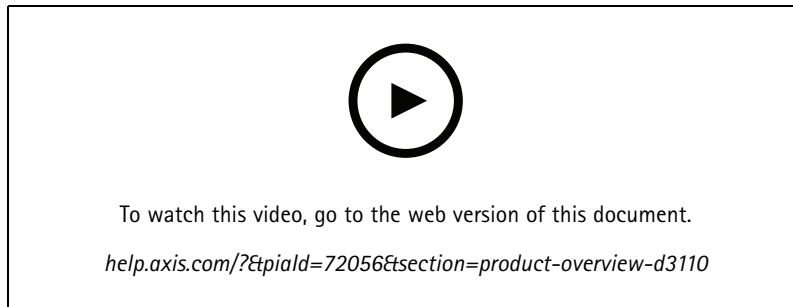 To watch this video, go to the web version of this document.
help.axis.com/?&piaId=72056&section=product-overview-d3110